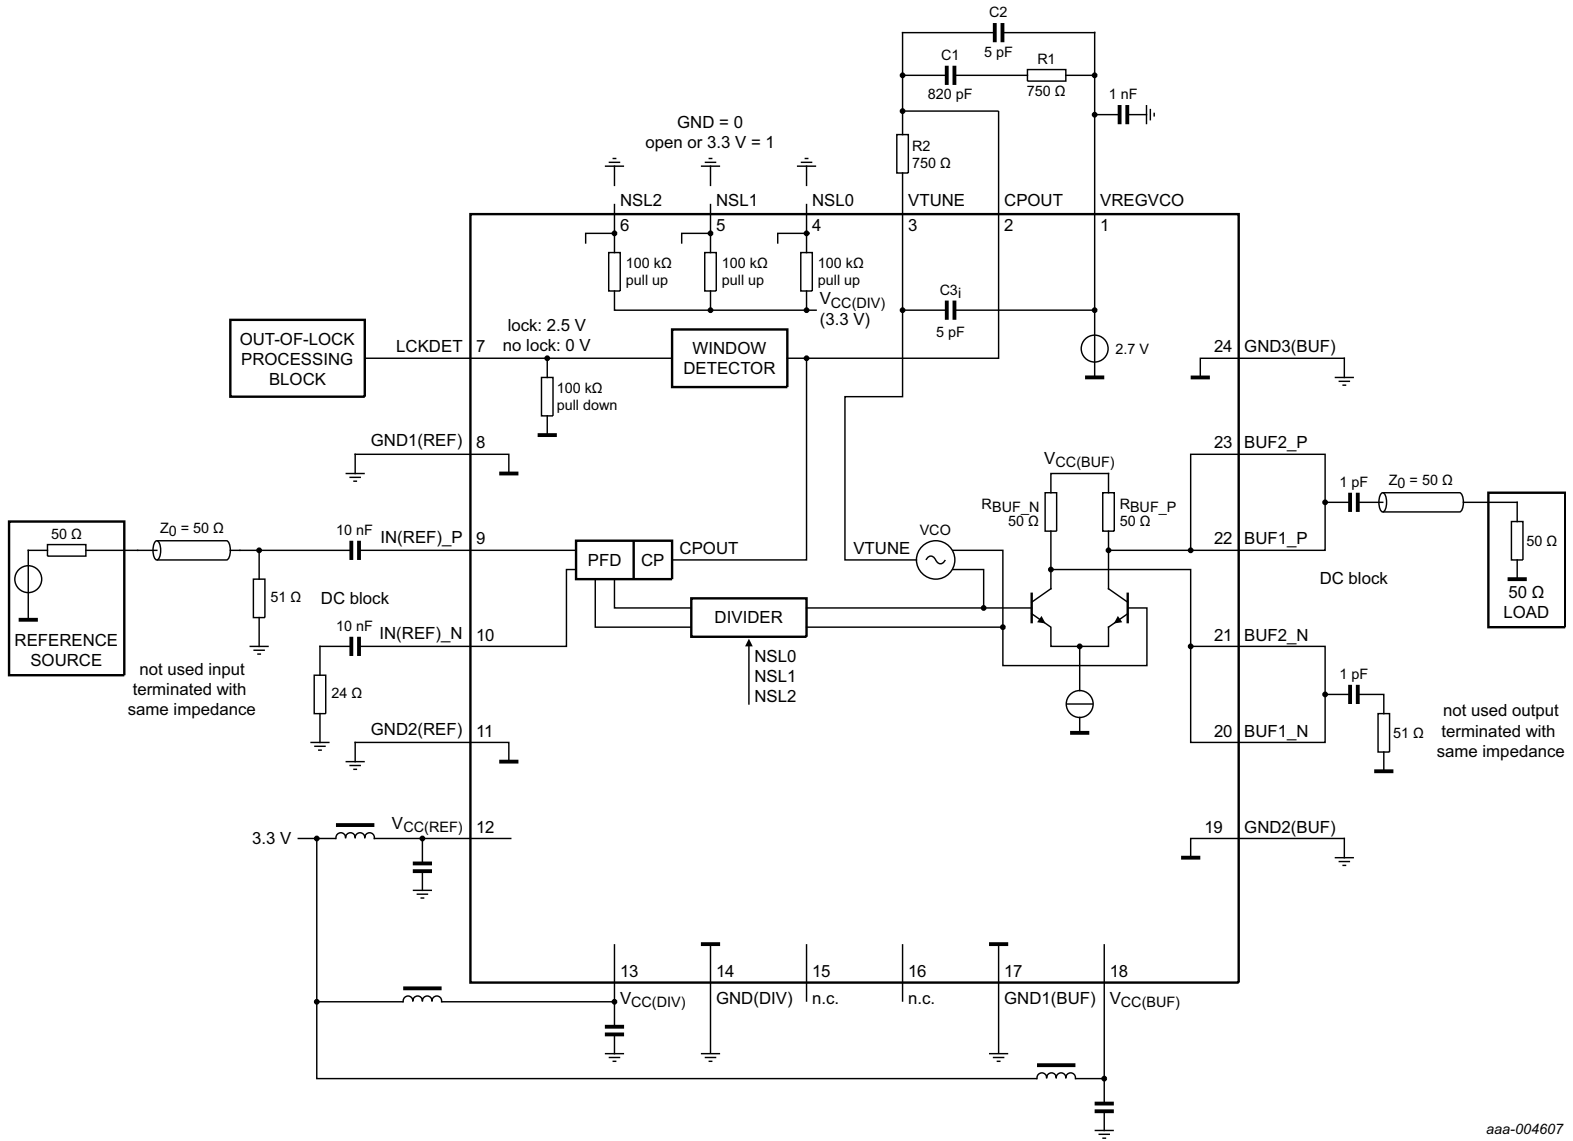 C2
5 pF
C1
820 pF
R1
750 Ω
1 nF
GND = 0
open or 3.3 V = 1
R2
750 Ω
NSL2
NSL1
NSL0
VTUNE
CPOUT
VREGVCO
6
5
4
3
2
1
100 kΩ
pull up
100 kΩ
pull up
100 kΩ
pull up
VCC(DIV)
(3.3 V)
C3i
5 pF
2.7 V
OUT-OF-LOCK
PROCESSING
BLOCK
LCKDET
7
lock: 2.5 V
no lock: 0 V
WINDOW
DETECTOR
100 kΩ
pull down
24
GND3(BUF)
GND1(REF)
8
23
BUF2_P
VCC(BUF)
RBUF_N
50 Ω
RBUF_P
50 Ω
1 pF
Z0 = 50 Ω
50 Ω
Z0 = 50 Ω
10 nF
IN(REF)_P
9
PFD
CP
CPOUT
VTUNE
VCO
22
BUF1_P
50 Ω
50 Ω
LOAD
DC block
51 Ω
DC block
REFERENCE
SOURCE
10 nF
IN(REF)_N
10
DIVIDER
NSL0
NSL1
NSL2
21
BUF2_N
not used input
terminated with
same impedance
24 Ω
1 pF
51 Ω
not used output
terminated with
same impedance
GND2(REF)
11
20
BUF1_N
3.3 V
VCC(REF)
12
19
GND2(BUF)
13
14
15
16
17
18
VCC(DIV)
GND(DIV)
n.c.
n.c.
GND1(BUF)
VCC(BUF)
aaa-004607